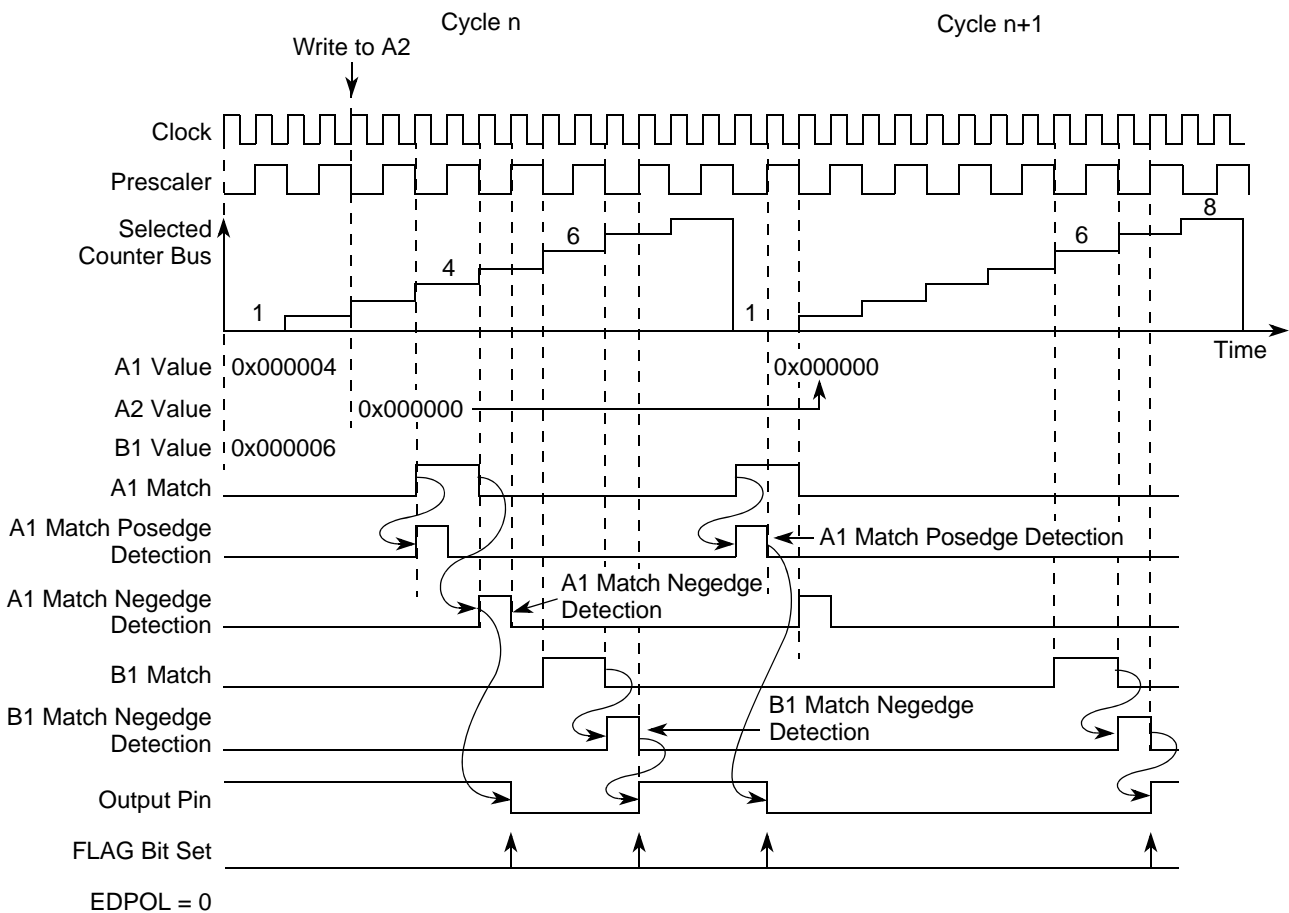 Cycle n
Cycle n+1
Write to A2
Clock
Prescaler
Selected
Counter Bus
1
4
6
1
6
8
Time
A1 Value
0x000004
0x000000
A2 Value
0x000000
B1 Value
0x000006
A1 Match
A1 Match Posedge
Detection
A1 Match Posedge Detection
A1 Match Negedge
Detection
A1 Match Negedge
Detection
B1 Match
B1 Match Negedge
Detection
B1 Match Negedge
Detection
Output Pin
FLAG Bit Set
EDPOL = 0